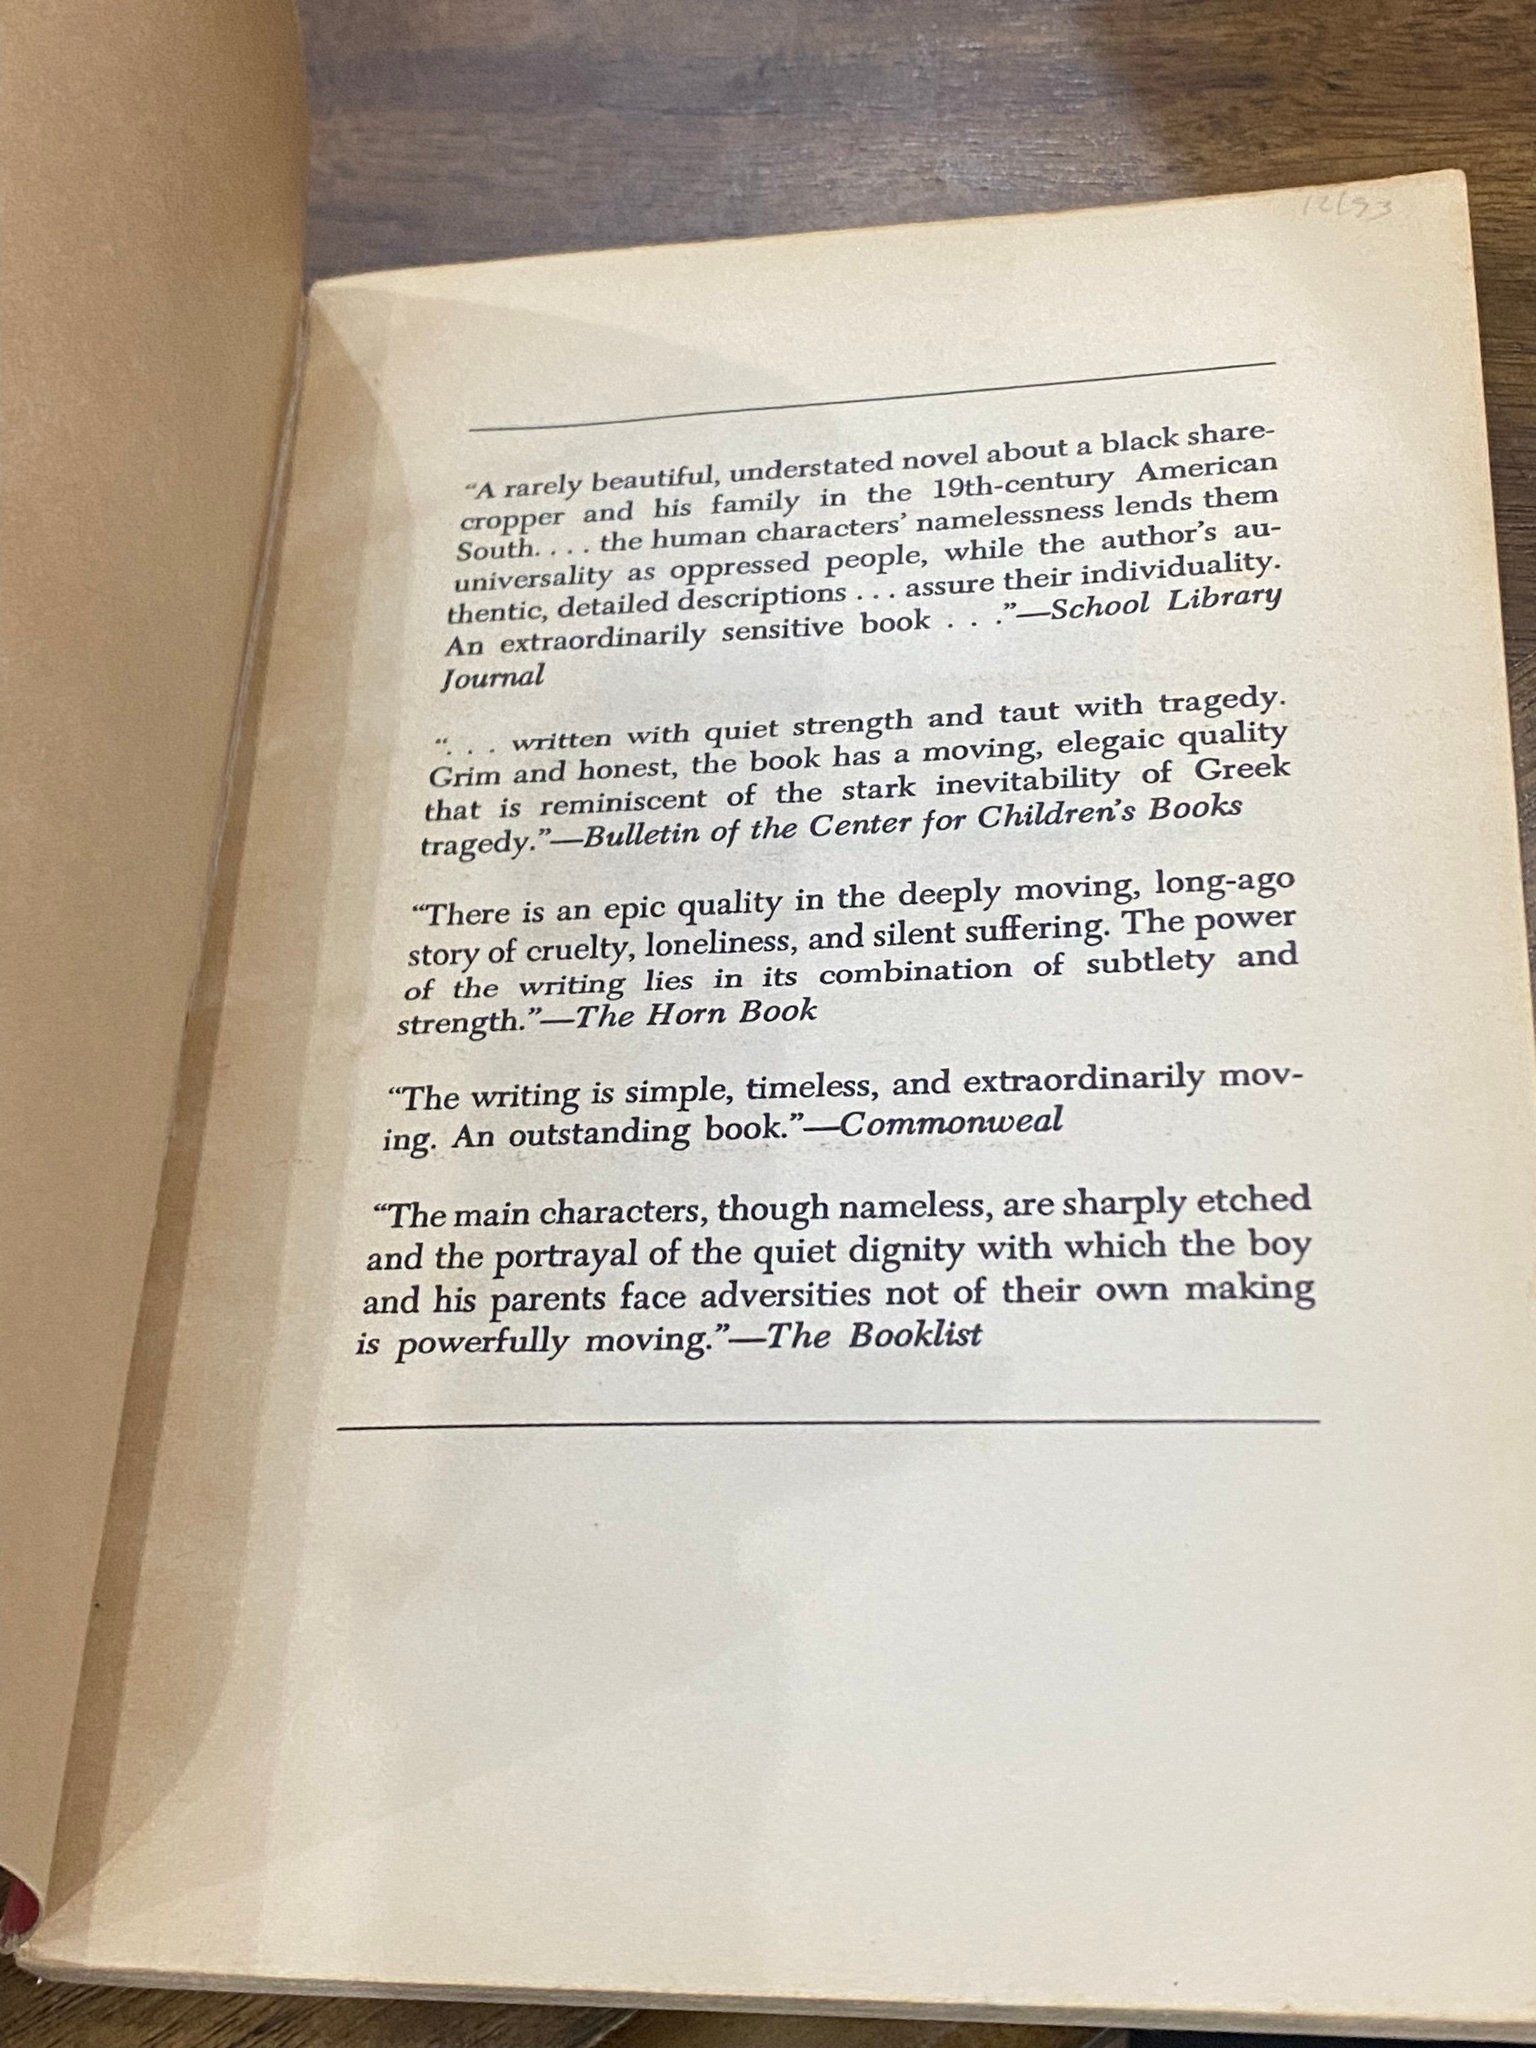 12/93
“A rarely beautiful, understated novel about a black share-
cropper and his family in the 19th-century American
South. . . . the human characters’ namelessness lends them
universality as oppressed people, while the author’s au-
thentic, detailed descriptions . . . assure their individuality.
An extraordinarily sensitive book . . .”—School Library
Journal
“. . . written with quiet strength and taut with tragedy.
Grim and honest, the book has a moving, elegaic quality
that is reminiscent of the stark inevitability of Greek
tragedy.”—Bulletin of the Center for Children’s Books
“There is an epic quality in the deeply moving, long-ago
story of cruelty, loneliness, and silent suffering. The power
of the writing lies in its combination of subtlety and
strength.”—The Horn Book
“The writing is simple, timeless, and extraordinarily mov-
ing. An outstanding book.”—Commonweal
“The main characters, though nameless, are sharply etched
and the portrayal of the quiet dignity with which the boy
and his parents face adversities not of their own making
is powerfully moving.”—The Booklist